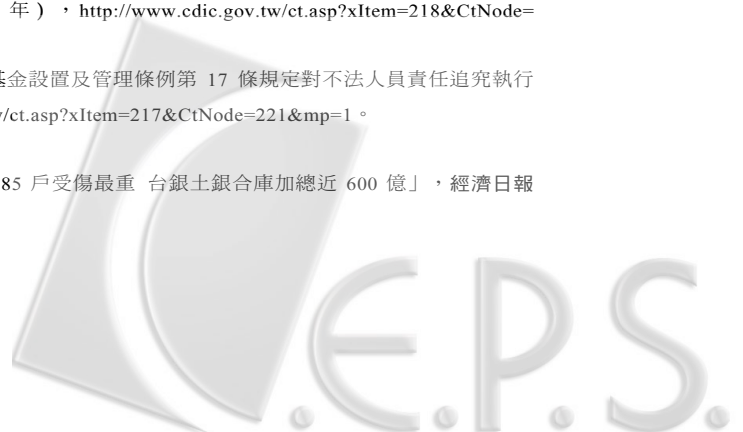 年），http://www.cdic.gov.tw/ct.asp?xItem=218&CtNode=
基金設置及管理條例第 17 條規定對不法人員責任追究執行
/ct.asp?xItem=217&CtNode=221&mp=1。
85 戶受傷最重 台銀土銀合庫加總近 600 億」，經濟日報
C.E.P.S.